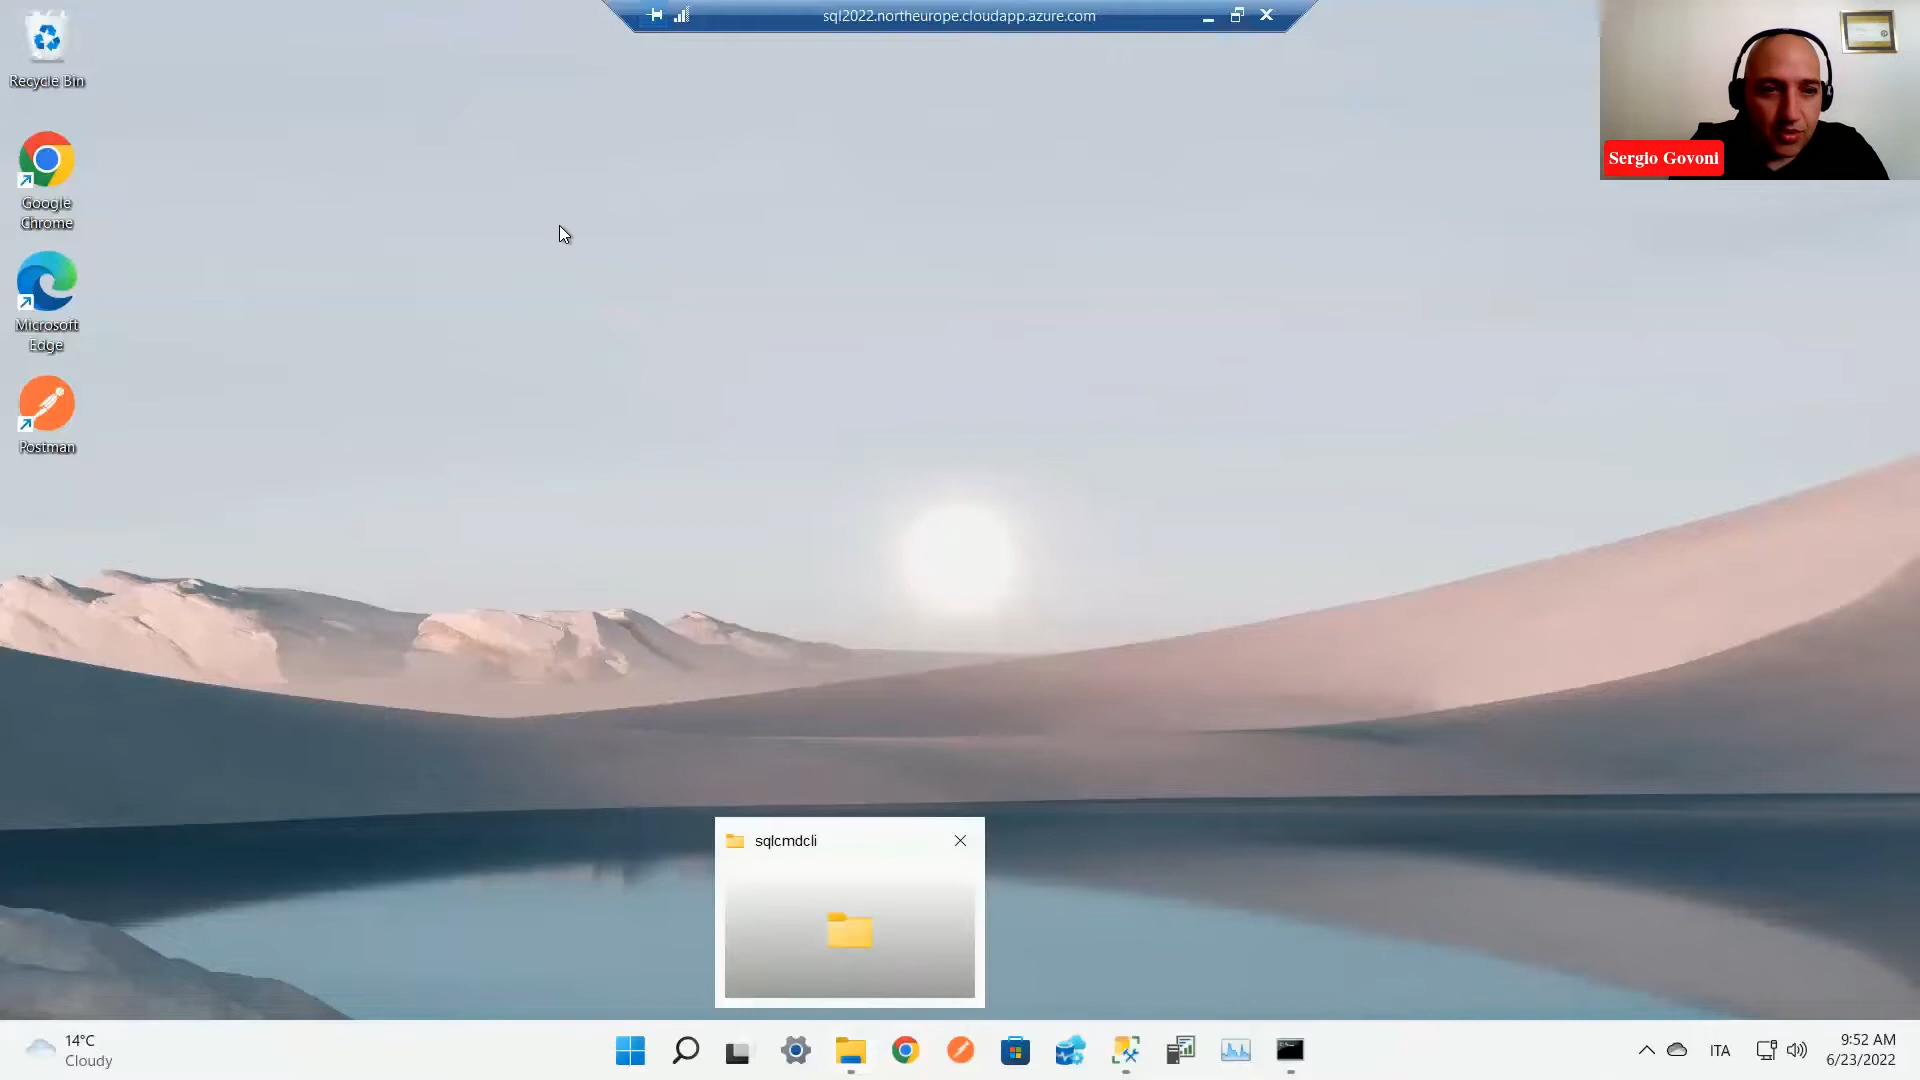 sql2022.northeurope.cloudapp.azure.com
Recycle Bin
Google
Chrome
Microsoft
Edge
Postman
Sergio Govoni
sqlcmdcli
14°C
Cloudy
ITA
9:52 AM
6/23/2022